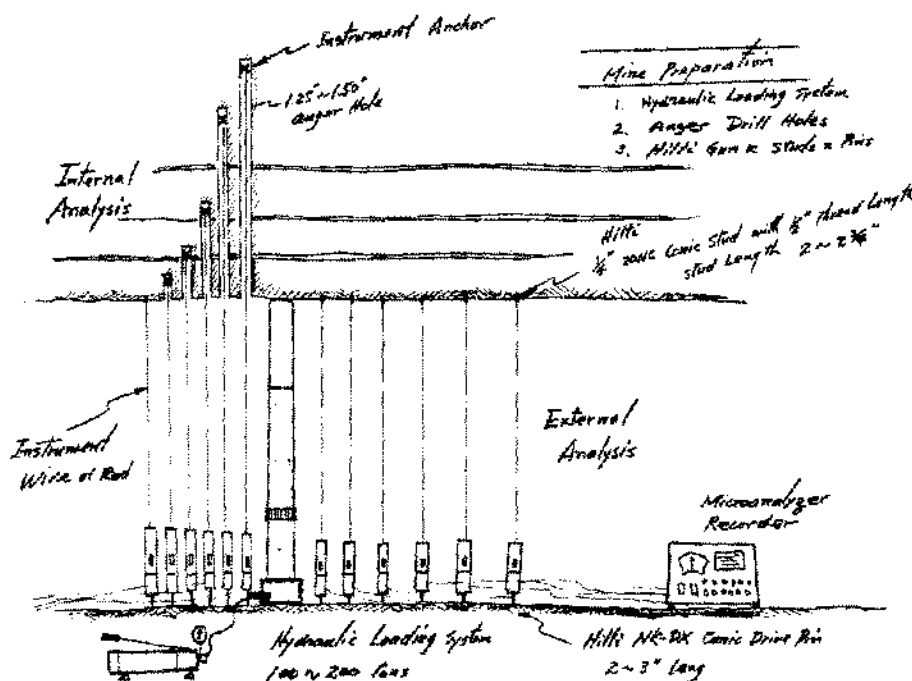 Instrument Anchor
1.25"~1.50"
auger Hole
Mine Preparation
1. Hydraulic Loading System
2. Auger Drill Holes
3. Hilti Gun & Studs & Pins
Internal
Analysis
Hilti
1/4" 20NC Conic Stud with 1/2" Thread Length
stud Length 2~
External
Analysis
Instrument
Wire or Rod
Microanalyzer
Recorder
Hydraulic Loading System
100~200 Tons
Hilti NK-DX Conic Drive Pin
2~3" Long